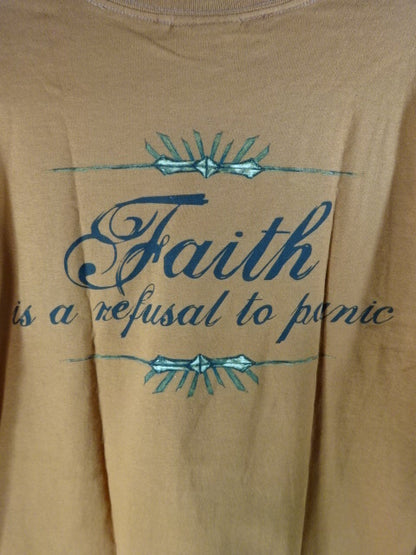 Faith
is a refusal to panic